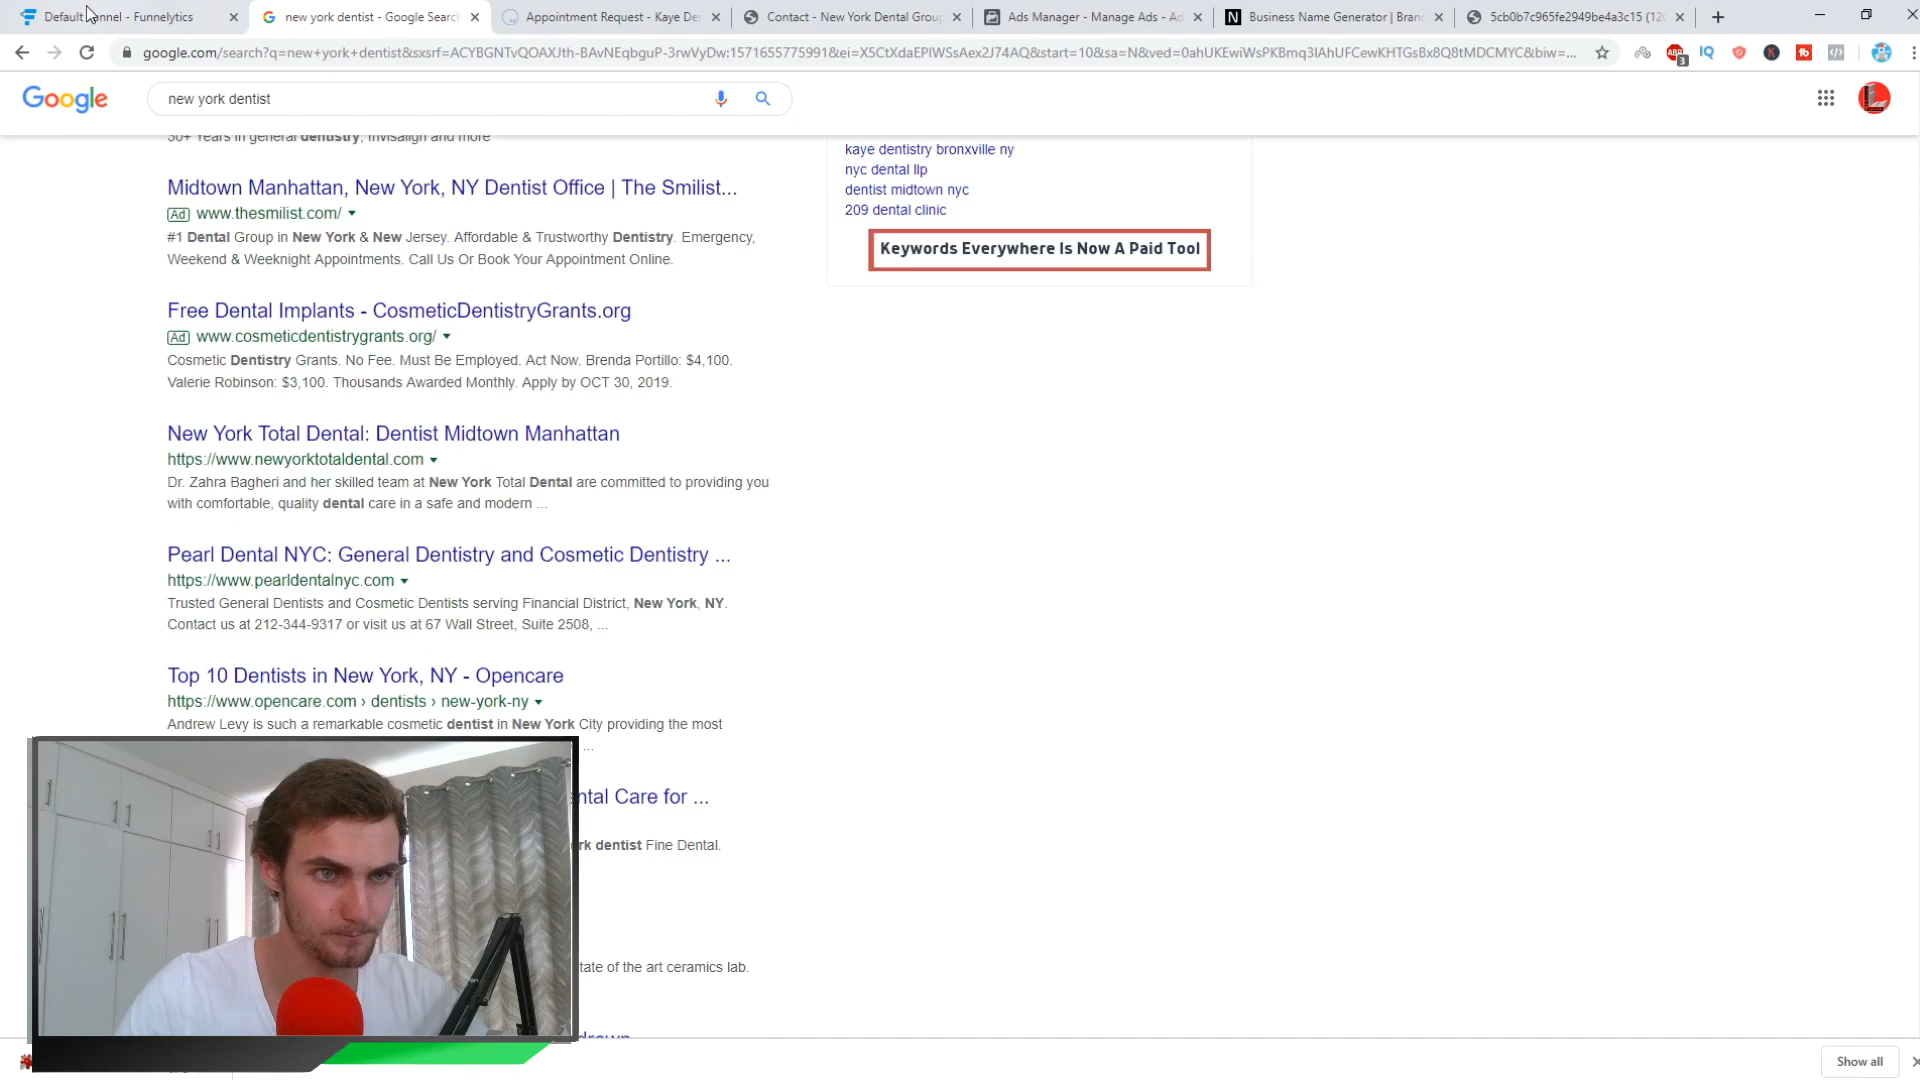 Default Funnel - Funnelytics
new york dentist - Google Search
Appointment Request - Kaye De
Contact - New York Dental Group
Ads Manager - Manage Ads - Ad
Business Name Generator | Bran
5cb0b7c965fe2949be4a3c15 (120
google.com/search?q=new+york+dentist&sxsrf=ACYBGNTvQOAXJth-BAvNEqbguP-3rwVyDw:1571655775991&ei=X5CtXdaEPIWSsAex2J74AQ&start=10&sa=N&ved=0ahUKEwiWsPKBmq3lAhUFCewKHTGsBx8Q8tMDCMYC&biw=...
Google
new york dentist
30+ Years in general dentistry, invisalign and more
Midtown Manhattan, New York, NY Dentist Office | The Smilist...
Ad www.thesmilist.com/
#1 Dental Group in New York & New Jersey. Affordable & Trustworthy Dentistry. Emergency,
Weekend & Weeknight Appointments. Call Us Or Book Your Appointment Online.
Free Dental Implants - CosmeticDentistryGrants.org
Ad www.cosmeticdentistrygrants.org/
Cosmetic Dentistry Grants. No Fee. Must Be Employed. Act Now. Brenda Portillo: $4,100.
Valerie Robinson: $3,100. Thousands Awarded Monthly. Apply by OCT 30, 2019.
New York Total Dental: Dentist Midtown Manhattan
https://www.newyorktotaldental.com
Dr. Zahra Bagheri and her skilled team at New York Total Dental are committed to providing you
with comfortable, quality dental care in a safe and modern ...
Pearl Dental NYC: General Dentistry and Cosmetic Dentistry ...
https://www.pearldentalnyc.com
Trusted General Dentists and Cosmetic Dentists serving Financial District, New York, NY.
Contact us at 212-344-9317 or visit us at 67 Wall Street, Suite 2508, ...
Top 10 Dentists in New York, NY - Opencare
https://www.opencare.com › dentists › new-york-ny
Andrew Levy is such a remarkable cosmetic dentist in New York City providing the most
...
ntal Care for ...
rk dentist Fine Dental.
tate of the art ceramics lab.
kaye dentistry bronxville ny
nyc dental llp
dentist midtown nyc
209 dental clinic
Keywords Everywhere Is Now A Paid Tool
Show all